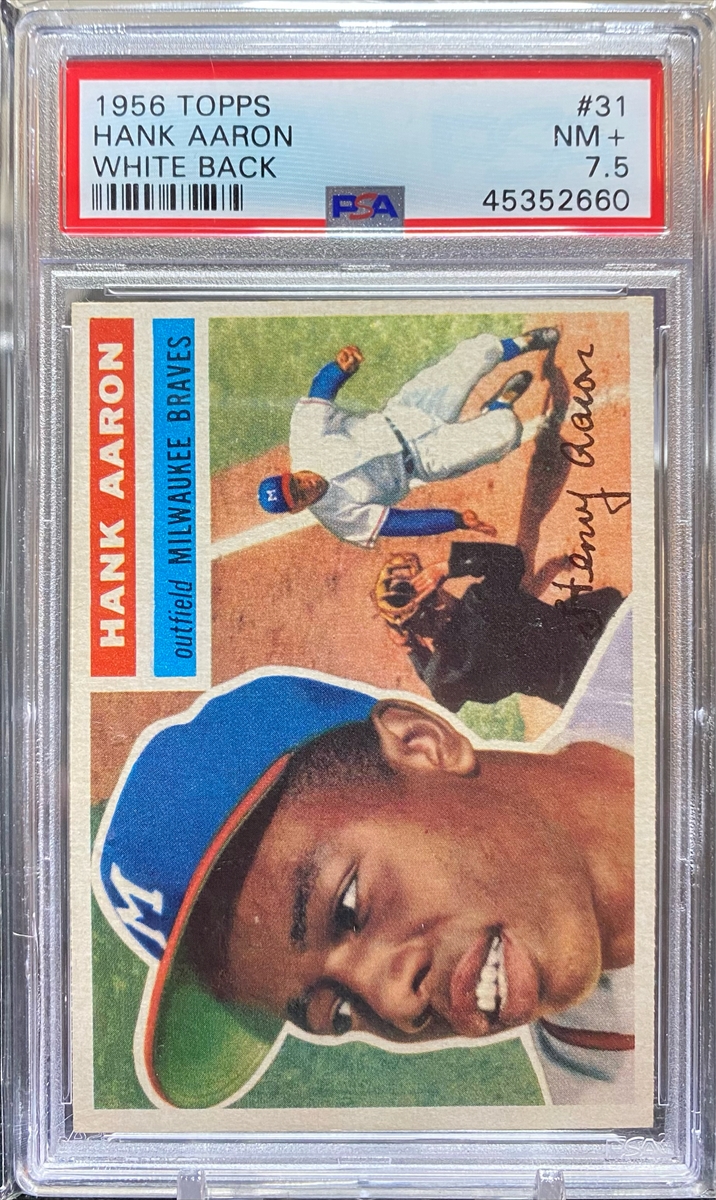 1956 TOPPS #31
HANK AARON NM+
WHITE BACK 7.5
PSA 45352660
HANK AARON
outfield MILWAUKEE BRAVES
Henry Aaron
M
M